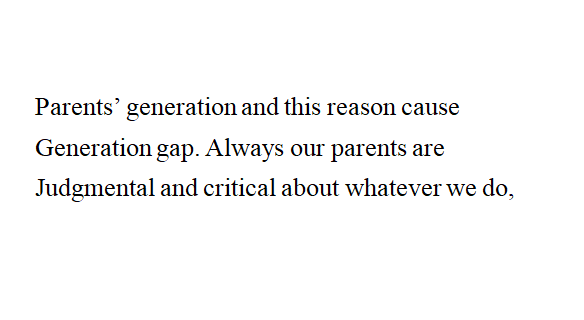 Parents’ generation and this reason cause
Generation gap. Always our parents are
Judgmental and critical about whatever we do,